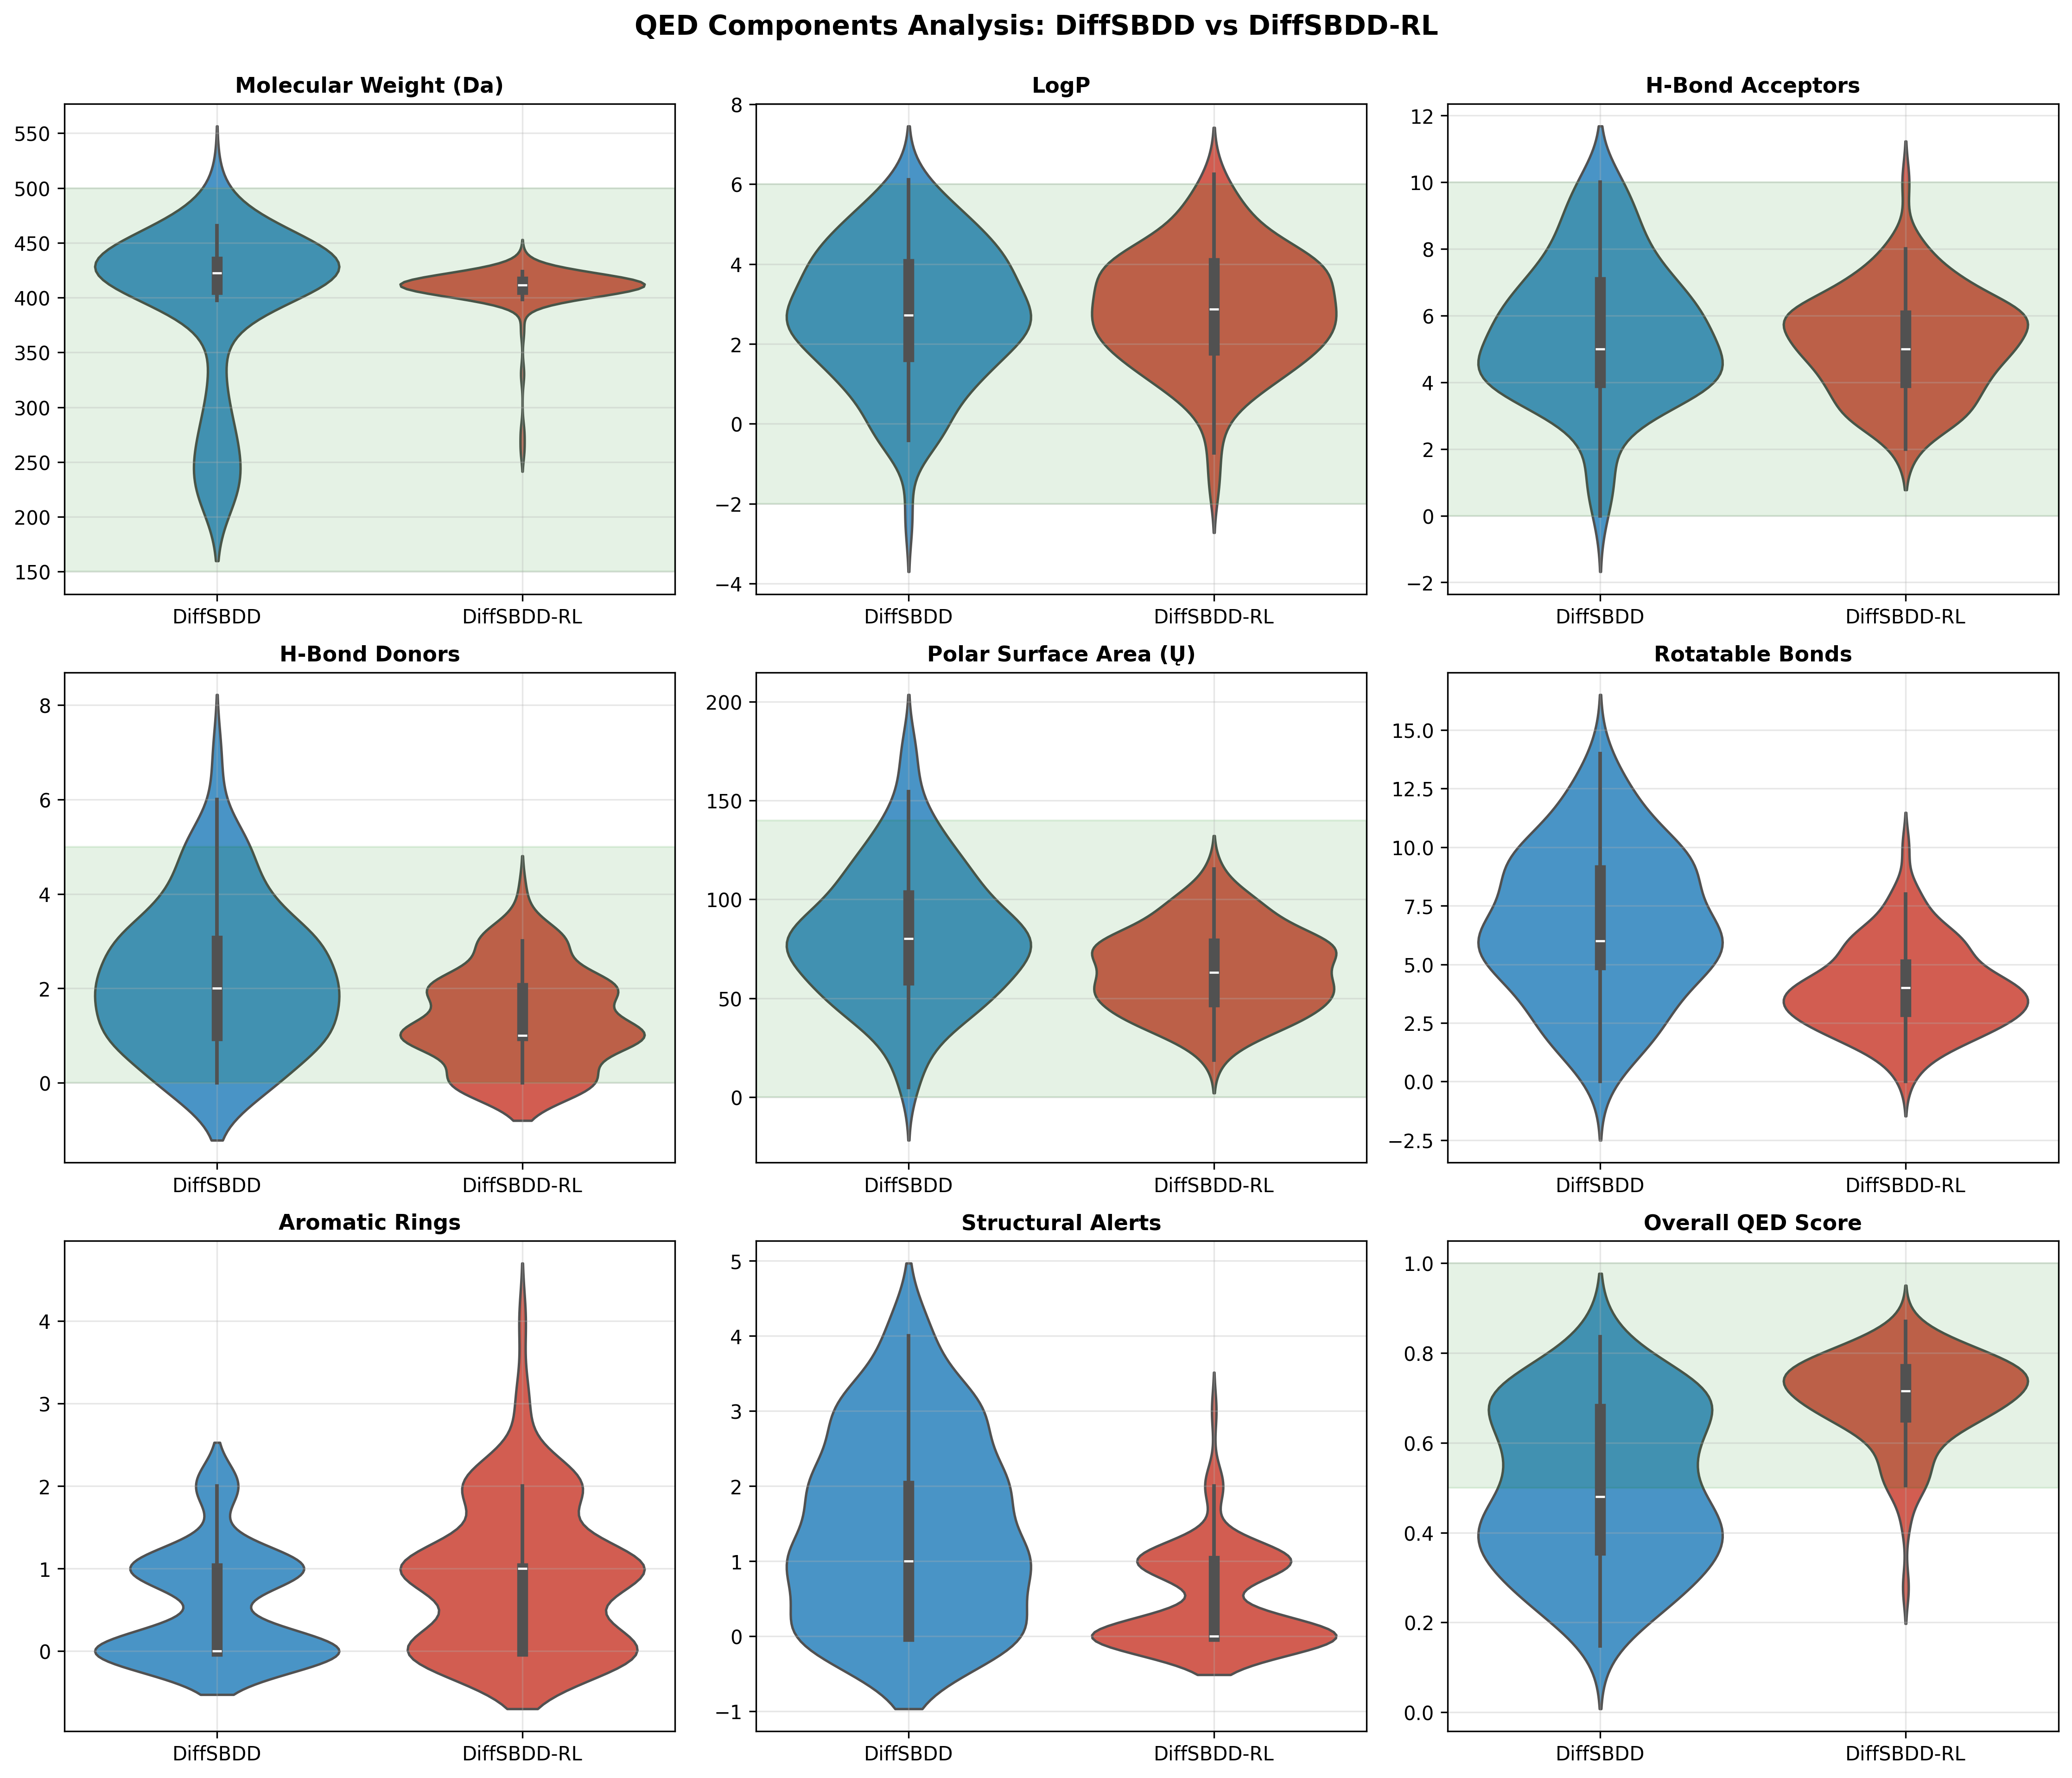 QED Components Analysis: DiffSBDD vs DiffSBDD-RL
Molecular Weight (Da)
550
500
450
400
350
300
250
200
150
DiffSBDD
DiffSBDD-RL
LogP
8
6
4
2
0
−2
−4
DiffSBDD
DiffSBDD-RL
H-Bond Acceptors
12
10
8
6
4
2
0
−2
DiffSBDD
DiffSBDD-RL
H-Bond Donors
8
6
4
2
0
DiffSBDD
DiffSBDD-RL
Polar Surface Area (Ų)
200
150
100
50
0
DiffSBDD
DiffSBDD-RL
Rotatable Bonds
15.0
12.5
10.0
7.5
5.0
2.5
0.0
−2.5
DiffSBDD
DiffSBDD-RL
Aromatic Rings
4
3
2
1
0
DiffSBDD
DiffSBDD-RL
Structural Alerts
5
4
3
2
1
0
−1
DiffSBDD
DiffSBDD-RL
Overall QED Score
1.0
0.8
0.6
0.4
0.2
0.0
DiffSBDD
DiffSBDD-RL